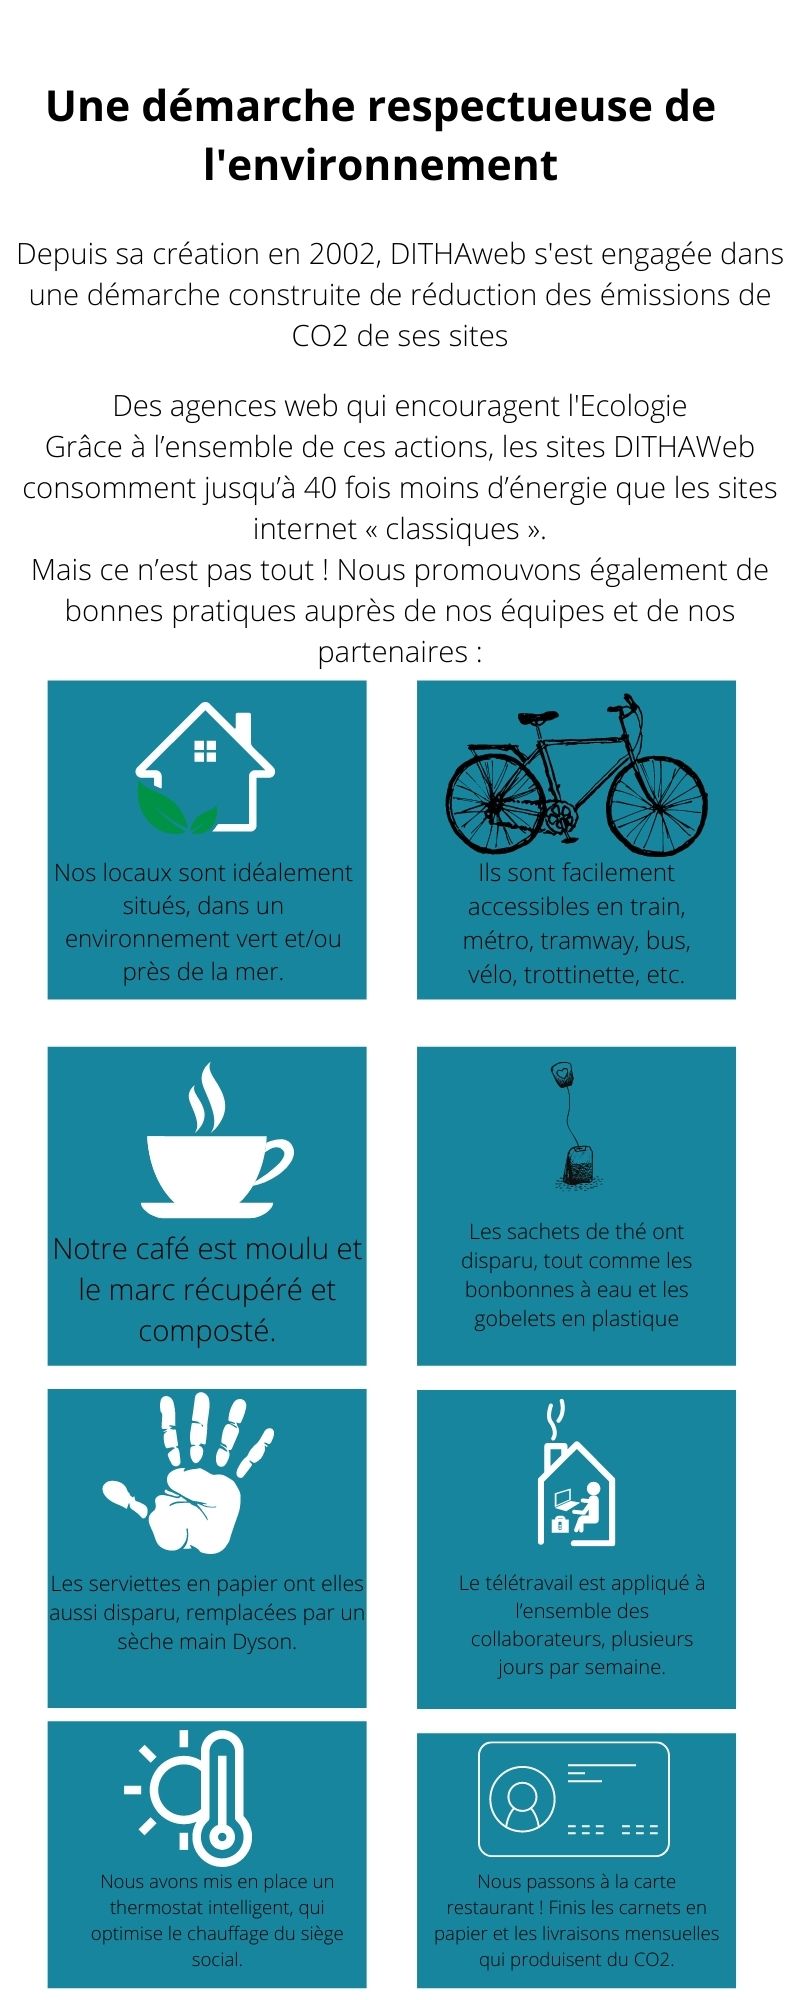 Une démarche respectueuse de
l'environnement
Depuis sa création en 2002, DITHAweb s'est engagée dans
une démarche construite de réduction des émissions de
CO2 de ses sites
Des agences web qui encouragent l'Ecologie
Grâce à l’ensemble de ces actions, les sites DITHAWeb
consomment jusqu’à 40 fois moins d’énergie que les sites
internet « classiques ».
Mais ce n’est pas tout ! Nous promouvons également de
bonnes pratiques auprès de nos équipes et de nos
partenaires :
Nos locaux sont idéalement
situés, dans un
environnement vert et/ou
près de la mer.
Ils sont facilement
accessibles en train,
métro, tramway, bus,
vélo, trottinette, etc.
Notre café est moulu et
le marc récupéré et
composté.
Les sachets de thé ont
disparu, tout comme les
bonbonnes à eau et les
gobelets en plastique
Les serviettes en papier ont elles
aussi disparu, remplacées par un
sèche main Dyson.
Le télétravail est appliqué à
l’ensemble des
collaborateurs, plusieurs
jours par semaine.
Nous avons mis en place un
thermostat intelligent, qui
optimise le chauffage du siège
social.
Nous passons à la carte
restaurant ! Finis les carnets en
papier et les livraisons mensuelles
qui produisent du CO2.